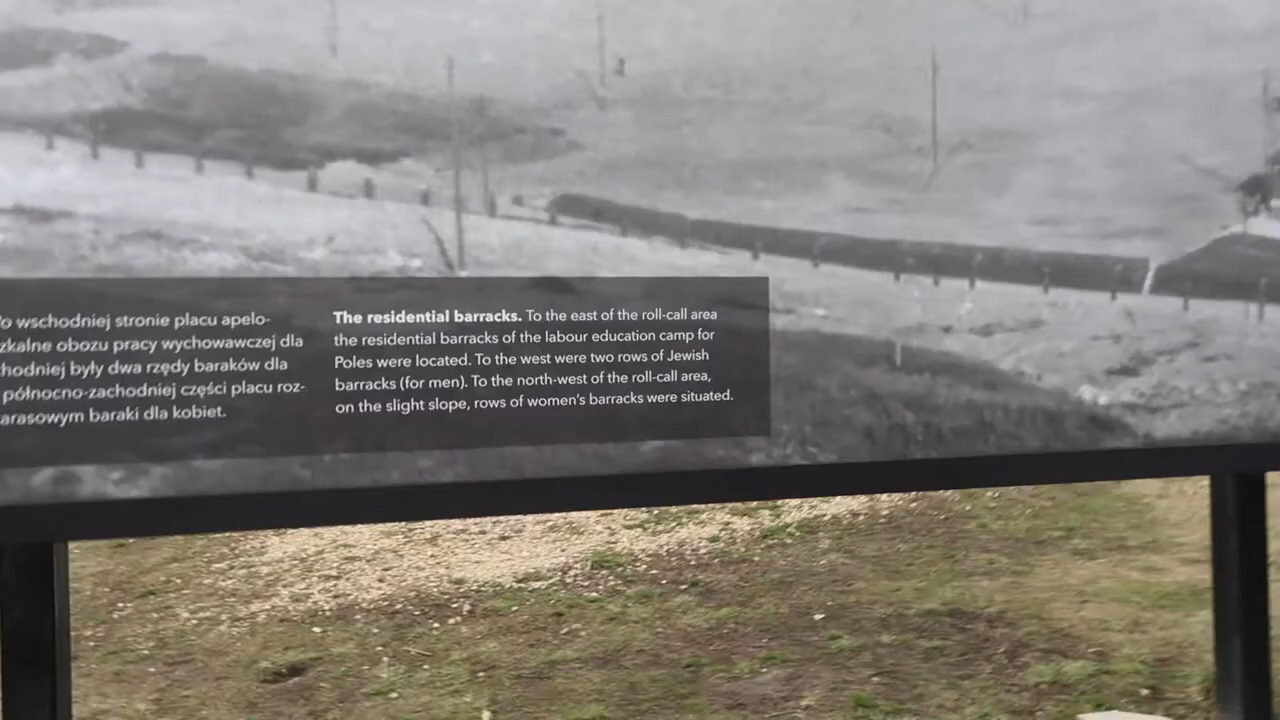 wschodniej stronie placu apelo-
obozu pracy wychowawczej dla
były dwa rzędy baraków dla
północno-zachodniej części placu roz-
baraki dla kobiet.
The residential barracks. To the east of the roll-call area
the residential barracks of the labour education camp for
Poles were located. To the west were two rows of Jewish
barracks (for men). To the north-west of the roll-call area,
on the slight slope, rows of women's barracks were situated.